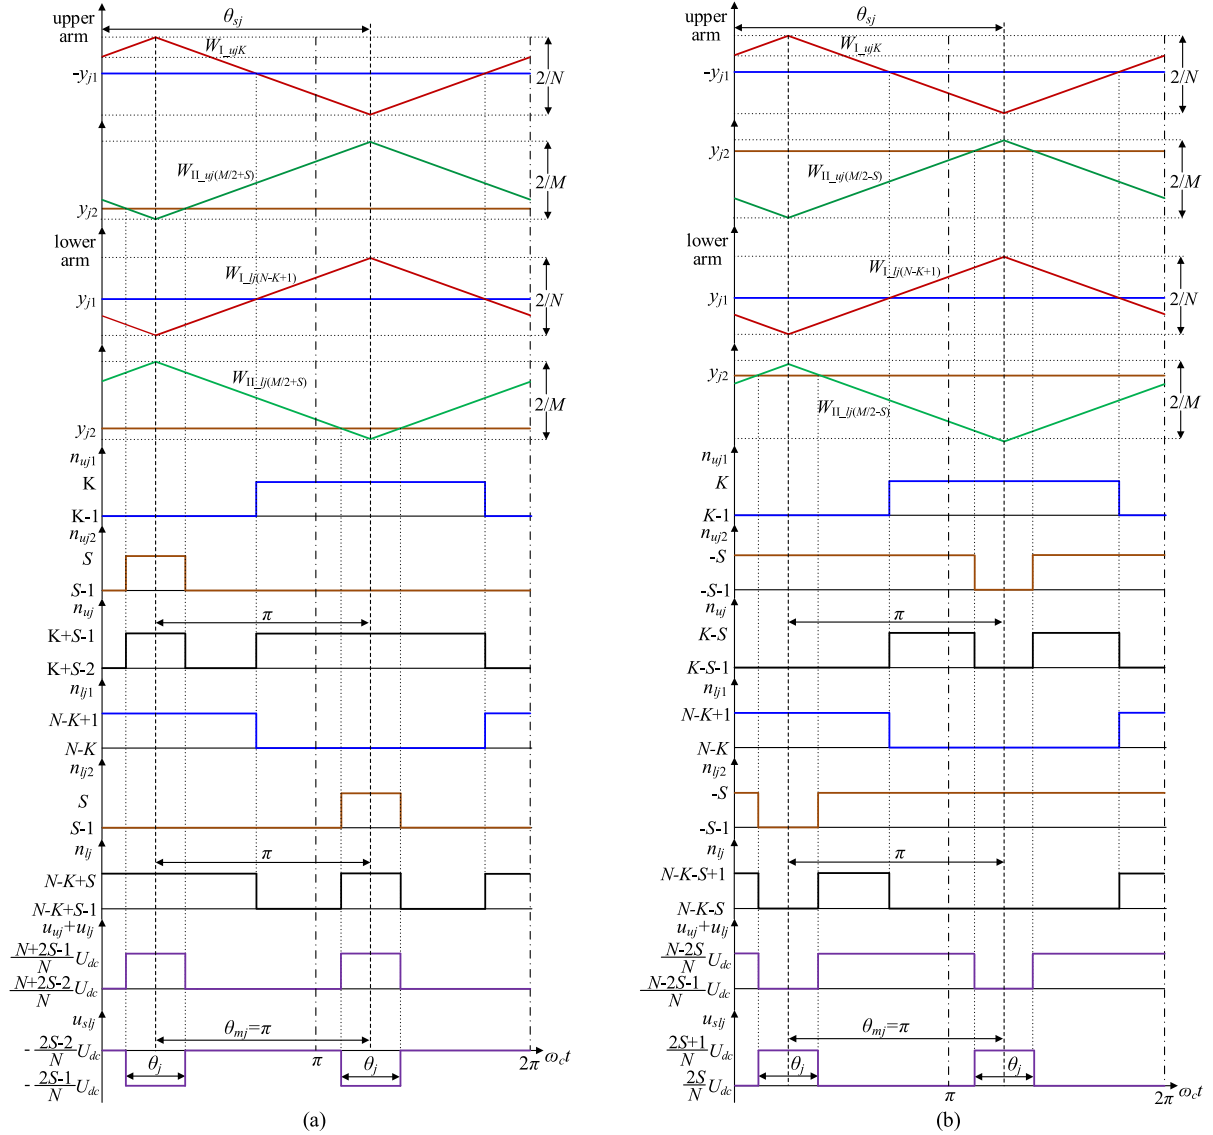 upper
arm
θsj
WI_ujK
-yj1
2/N
WII_uj(M/2+S)
2/M
yj2
lower
arm
WI_lj(N-K+1)
yj1
2/N
WII_lj(M/2+S)
2/M
yj2
nuj1
K
K-1
nuj2
S
S-1
nuj
π
K+S-1
K+S-2
nlj1
N-K+1
N-K
nlj2
S
S-1
nlj
π
N-K+S
N-K+S-1
uuj+ulj
N+2S-1/N Udc
N+2S-2/N Udc
uslj
θmj=π
-2S-2/N Udc
θj
π
θj
2π
ωct
-2S-1/N Udc
(a)
upper
arm
θsj
WI_ujK
-yj1
2/N
yj2
WII_uj(M/2-S)
2/M
lower
arm
WI_lj(N-K+1)
yj1
2/N
yj2
WII_lj(M/2-S)
2/M
nuj1
K
K-1
nuj2
-S
-S-1
nuj
π
K-S
K-S-1
nlj1
N-K+1
N-K
nlj2
-S
-S-1
nlj
π
N-K-S+1
N-K-S
uuj+ulj
N-2S/N Udc
N-2S-1/N Udc
uslj
θmj=π
2S+1/N Udc
θj
θj
2S/N Udc
π
2π
ωct
(b)